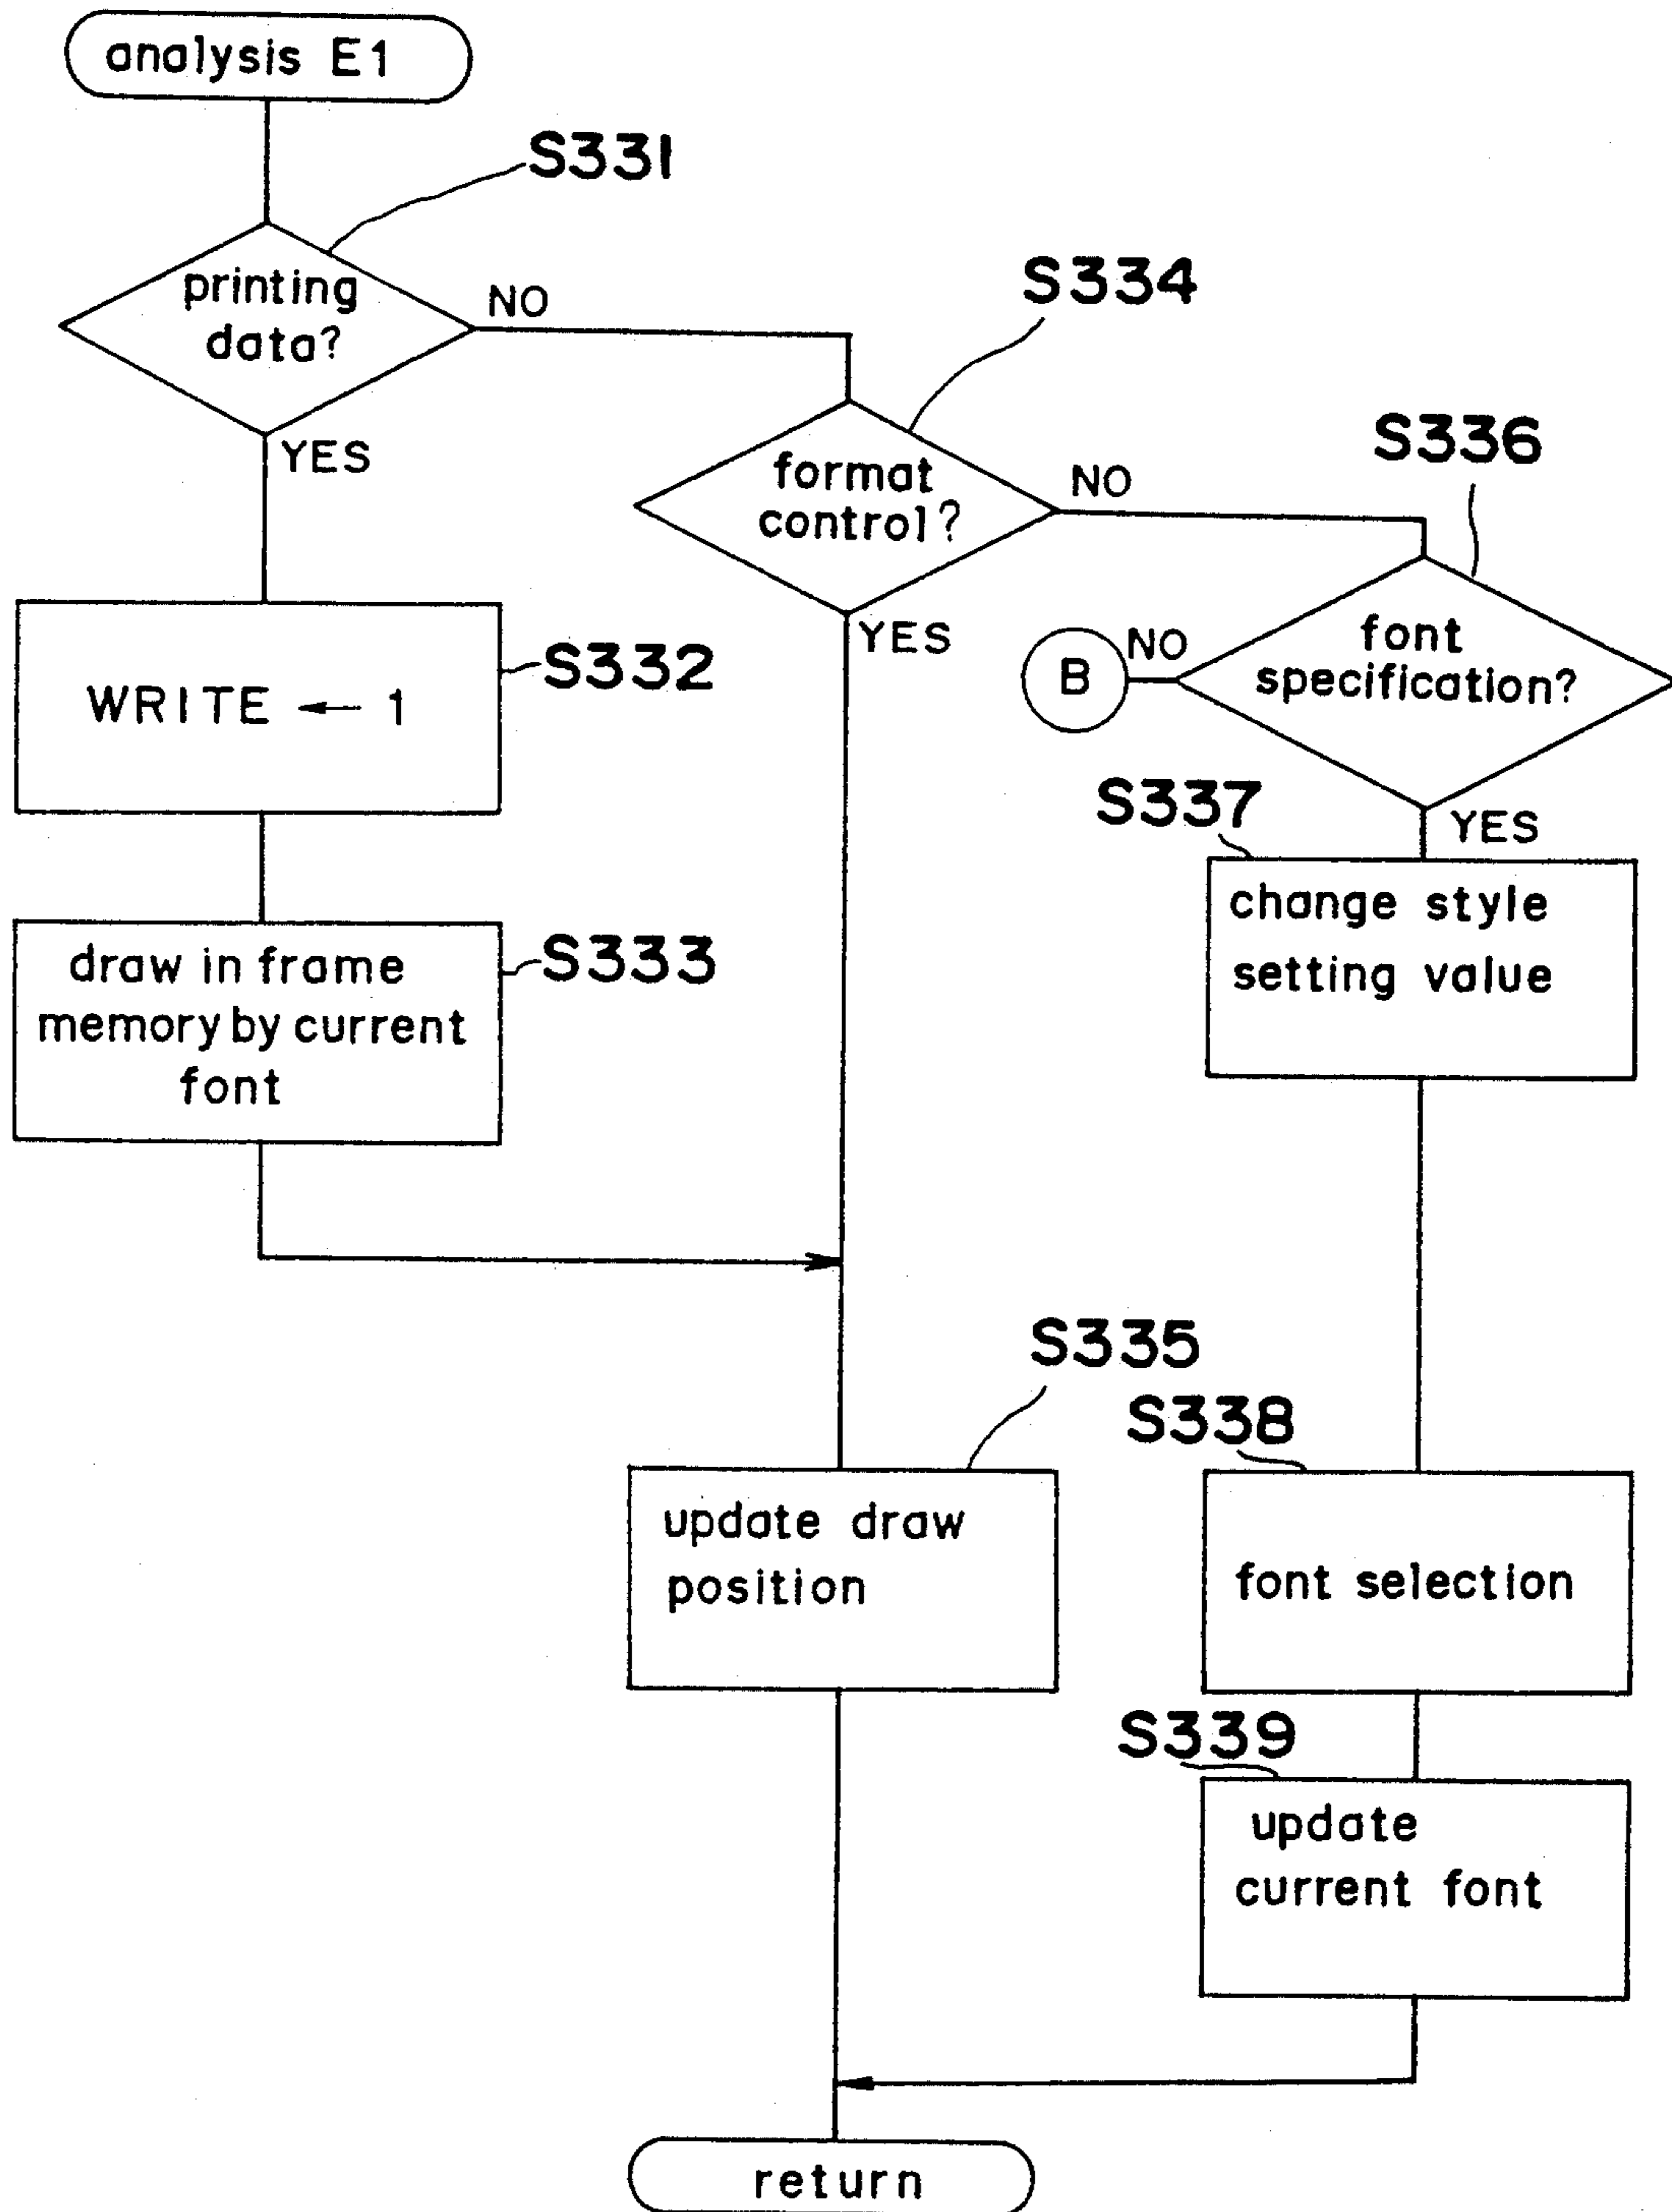 analysis E1
S331
printing
data?
NO
YES
S334
format
control?
NO
YES
S336
font
specification?
NO
B
YES
S332
WRITE ← 1
S337
change style
setting value
S333
draw in frame
memory by current
font
S335
update draw
position
S338
font selection
S339
update
current font
return